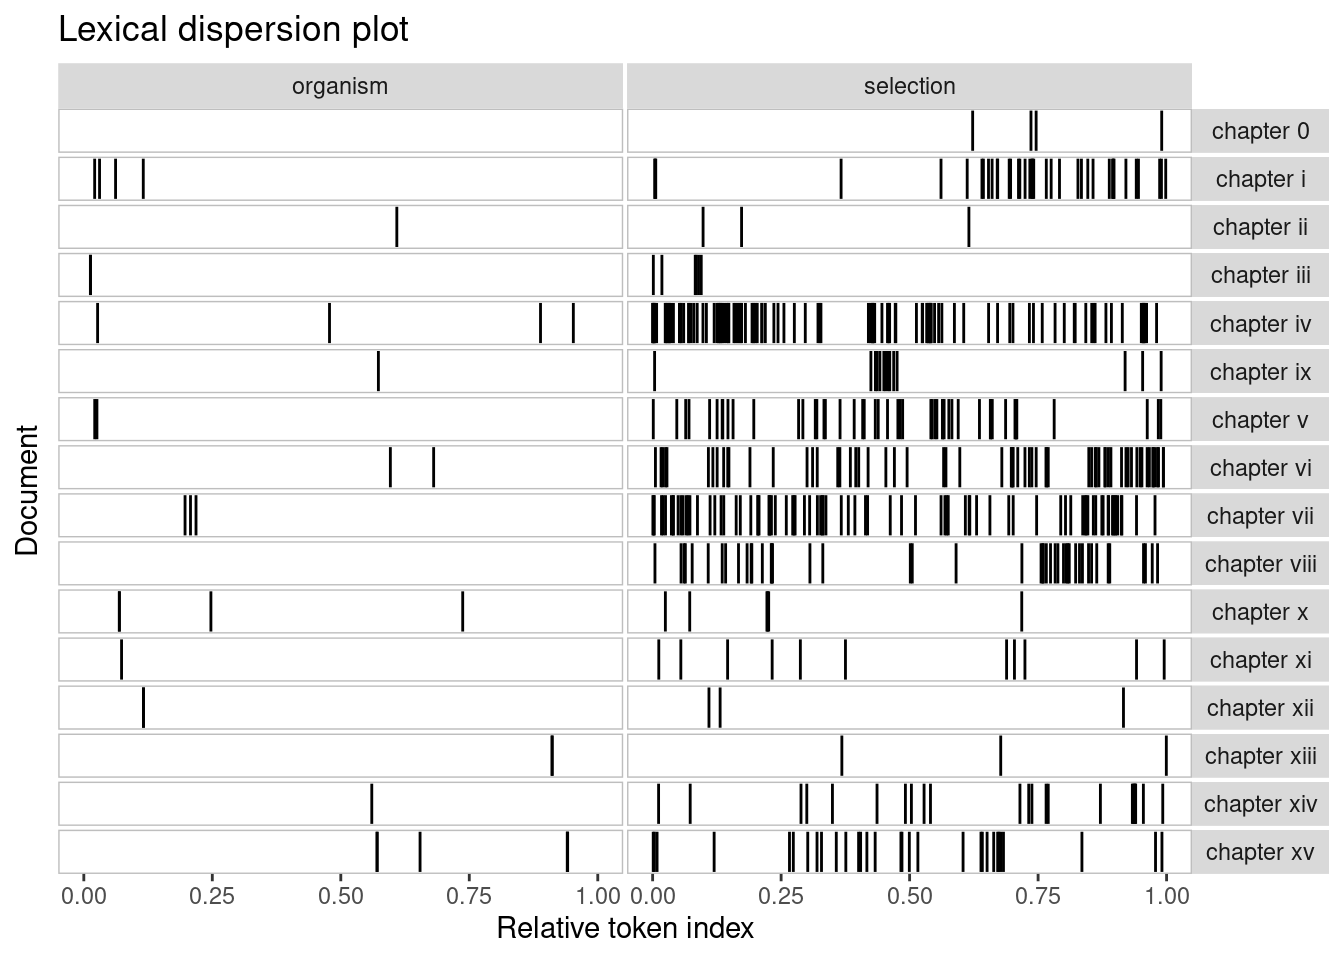 Lexical dispersion plot
organism
selection
chapter 0
chapter i
chapter ii
chapter iii
chapter iv
chapter ix
chapter v
chapter vi
chapter vii
chapter viii
chapter x
chapter xi
chapter xii
chapter xiii
chapter xiv
chapter xv
Document
0.00 0.25 0.50 0.75 1.00 0.00 0.25 0.50 0.75 1.00
Relative token index